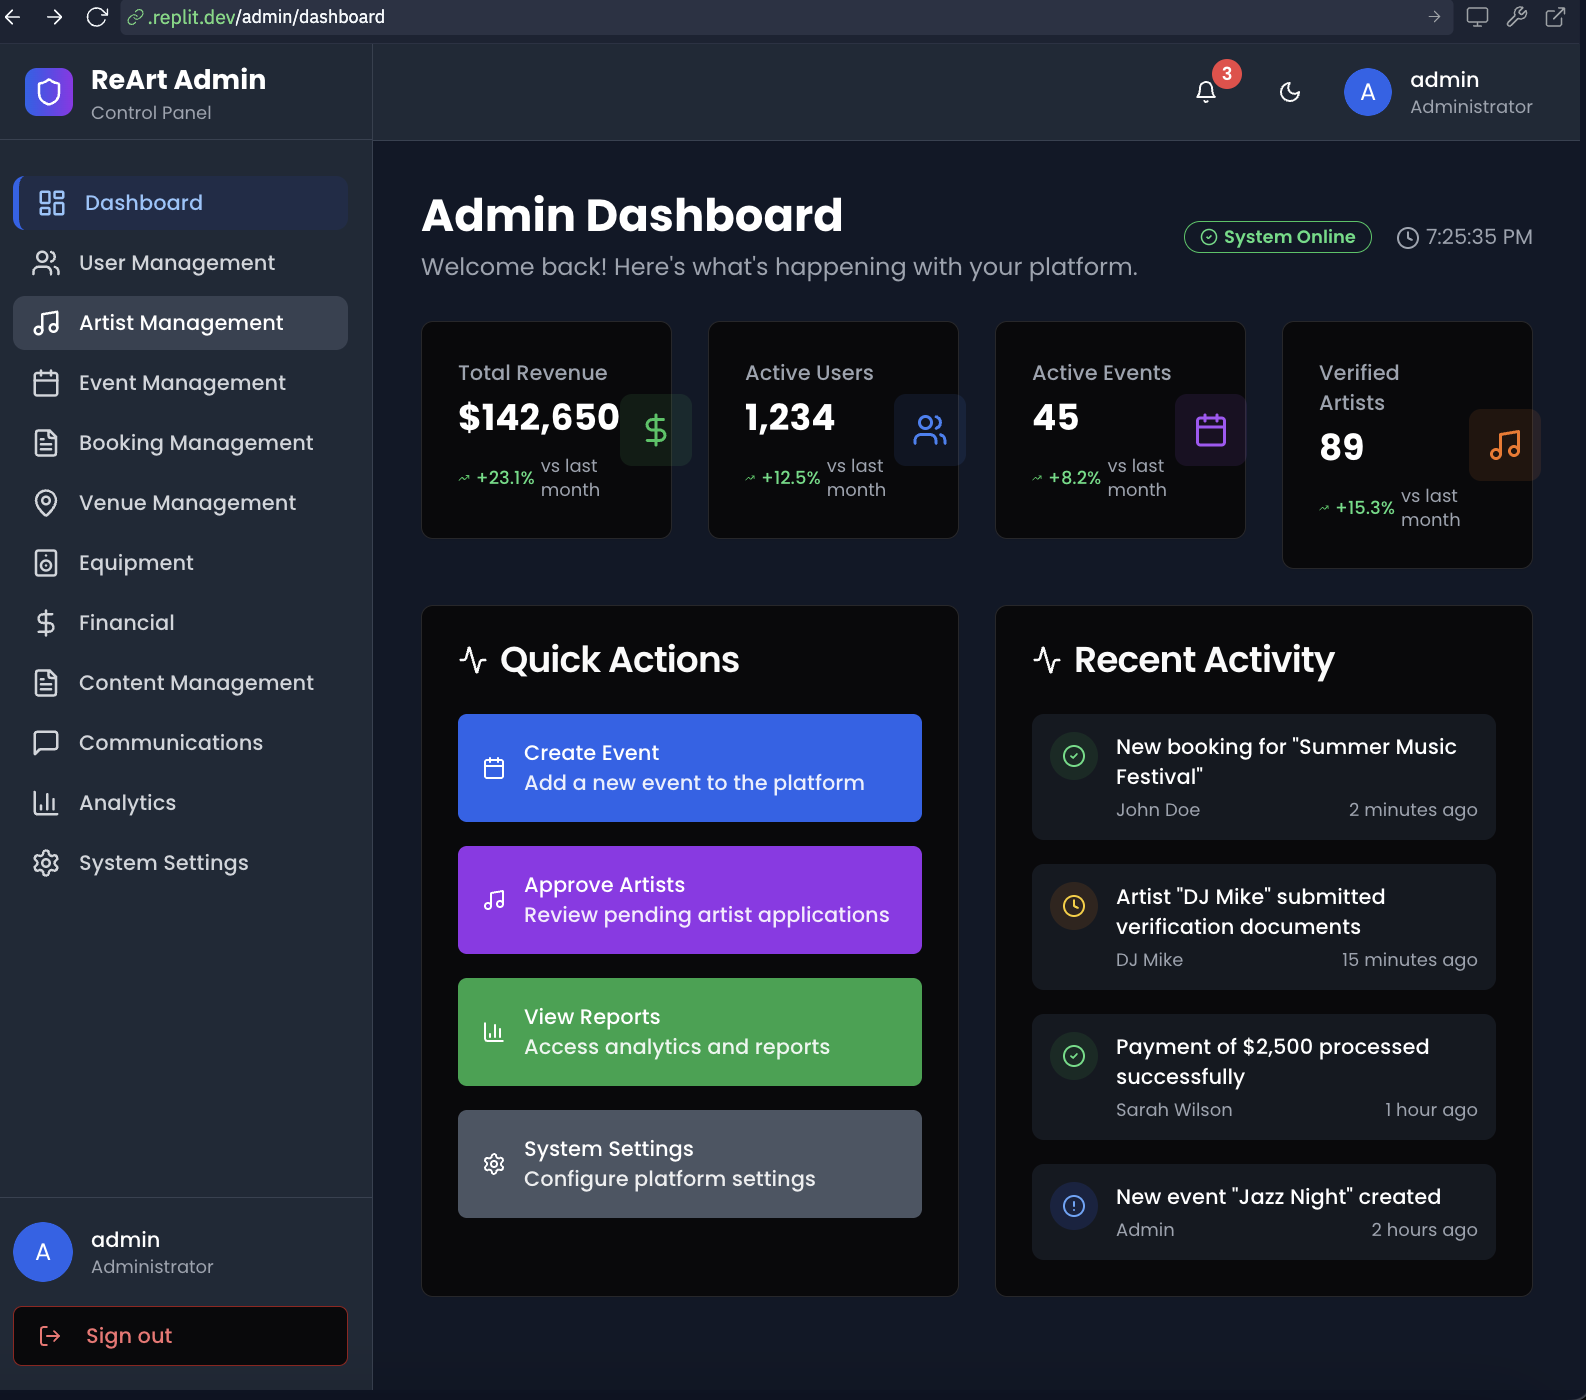 .replit.dev/admin/dashboard
ReArt Admin
Control Panel
3
A
admin
Administrator
Dashboard
User Management
Artist Management
Event Management
Booking Management
Venue Management
Equipment
Financial
Content Management
Communications
Analytics
System Settings
A
admin
Administrator
Sign out
Admin Dashboard
Welcome back! Here's what's happening with your platform.
System Online
7:25:35 PM
Total Revenue
$142,650
+23.1%
vs last
month
Active Users
1,234
+12.5%
vs last
month
Active Events
45
+8.2%
vs last
month
Verified
Artists
89
+15.3%
vs last
month
Quick Actions
Create Event
Add a new event to the platform
Approve Artists
Review pending artist applications
View Reports
Access analytics and reports
System Settings
Configure platform settings
Recent Activity
New booking for "Summer Music
Festival"
John Doe
2 minutes ago
Artist "DJ Mike" submitted
verification documents
DJ Mike
15 minutes ago
Payment of $2,500 processed
successfully
Sarah Wilson
1 hour ago
New event "Jazz Night" created
Admin
2 hours ago